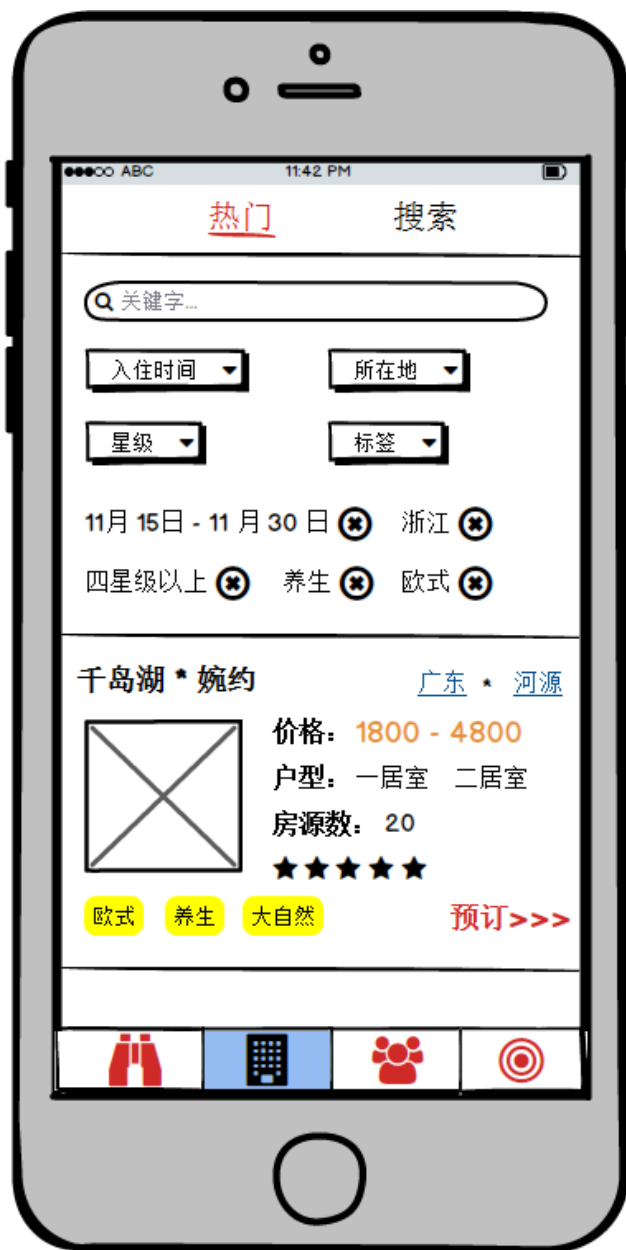 ABC 11:42 PM
热门 搜索
关键字...
入住时间 所在地
星级 标签
11月 15日 - 11 月 30 日 浙江
四星级以上 养生 欧式
千岛湖 * 婉约 广东 * 河源
价格： 1800 - 4800
户型： 一居室 二居室
房源数： 20
欧式 养生 大自然 预订>>>